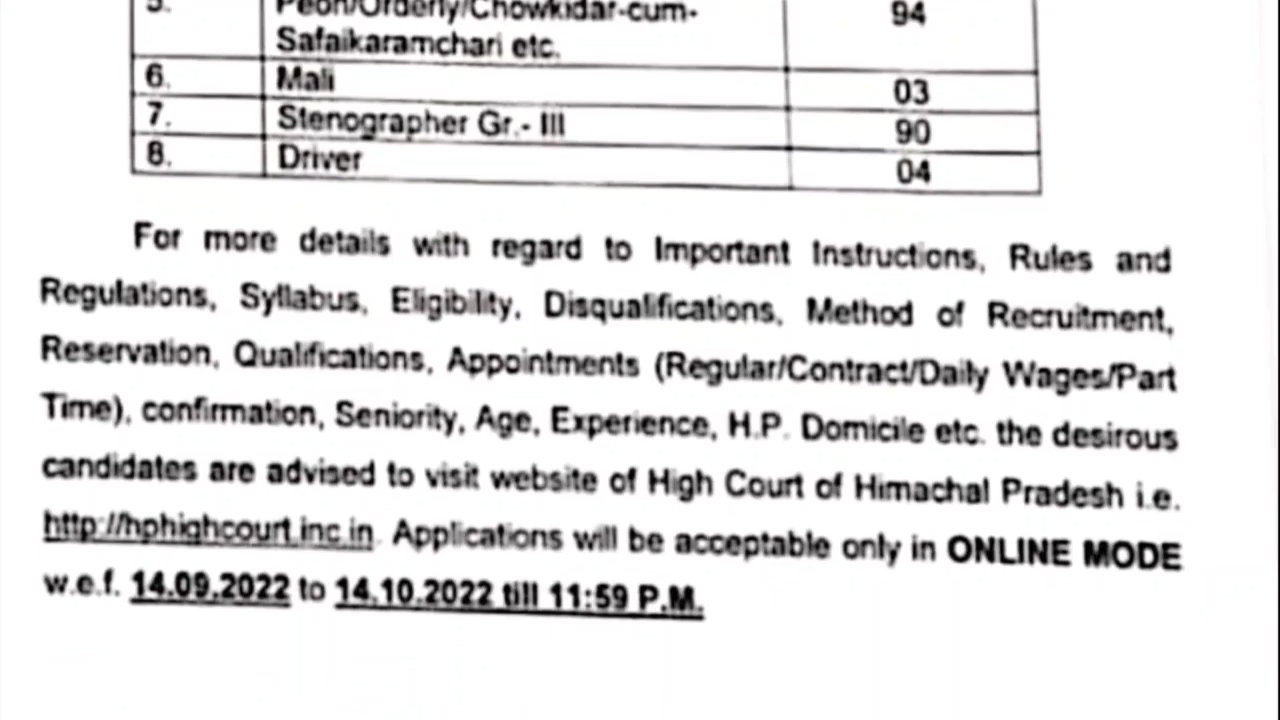 5. Peon/Orderly/Chowkidar-cum- 94
Safaikaramchari etc.
6. Mali 03
7. Stenographer Gr.- III 90
8. Driver 04
For more details with regard to Important Instructions, Rules and
Regulations, Syllabus, Eligibility, Disqualifications, Method of Recruitment,
Reservation, Qualifications, Appointments (Regular/Contract/Daily Wages/Part
Time), confirmation, Seniority, Age, Experience, H.P. Domicile etc. the desirous
candidates are advised to visit website of High Court of Himachal Pradesh i.e.
http://hphighcourt.inc.in. Applications will be acceptable only in ONLINE MODE
w.e.f. 14.09.2022 to 14.10.2022 till 11:59 P.M.